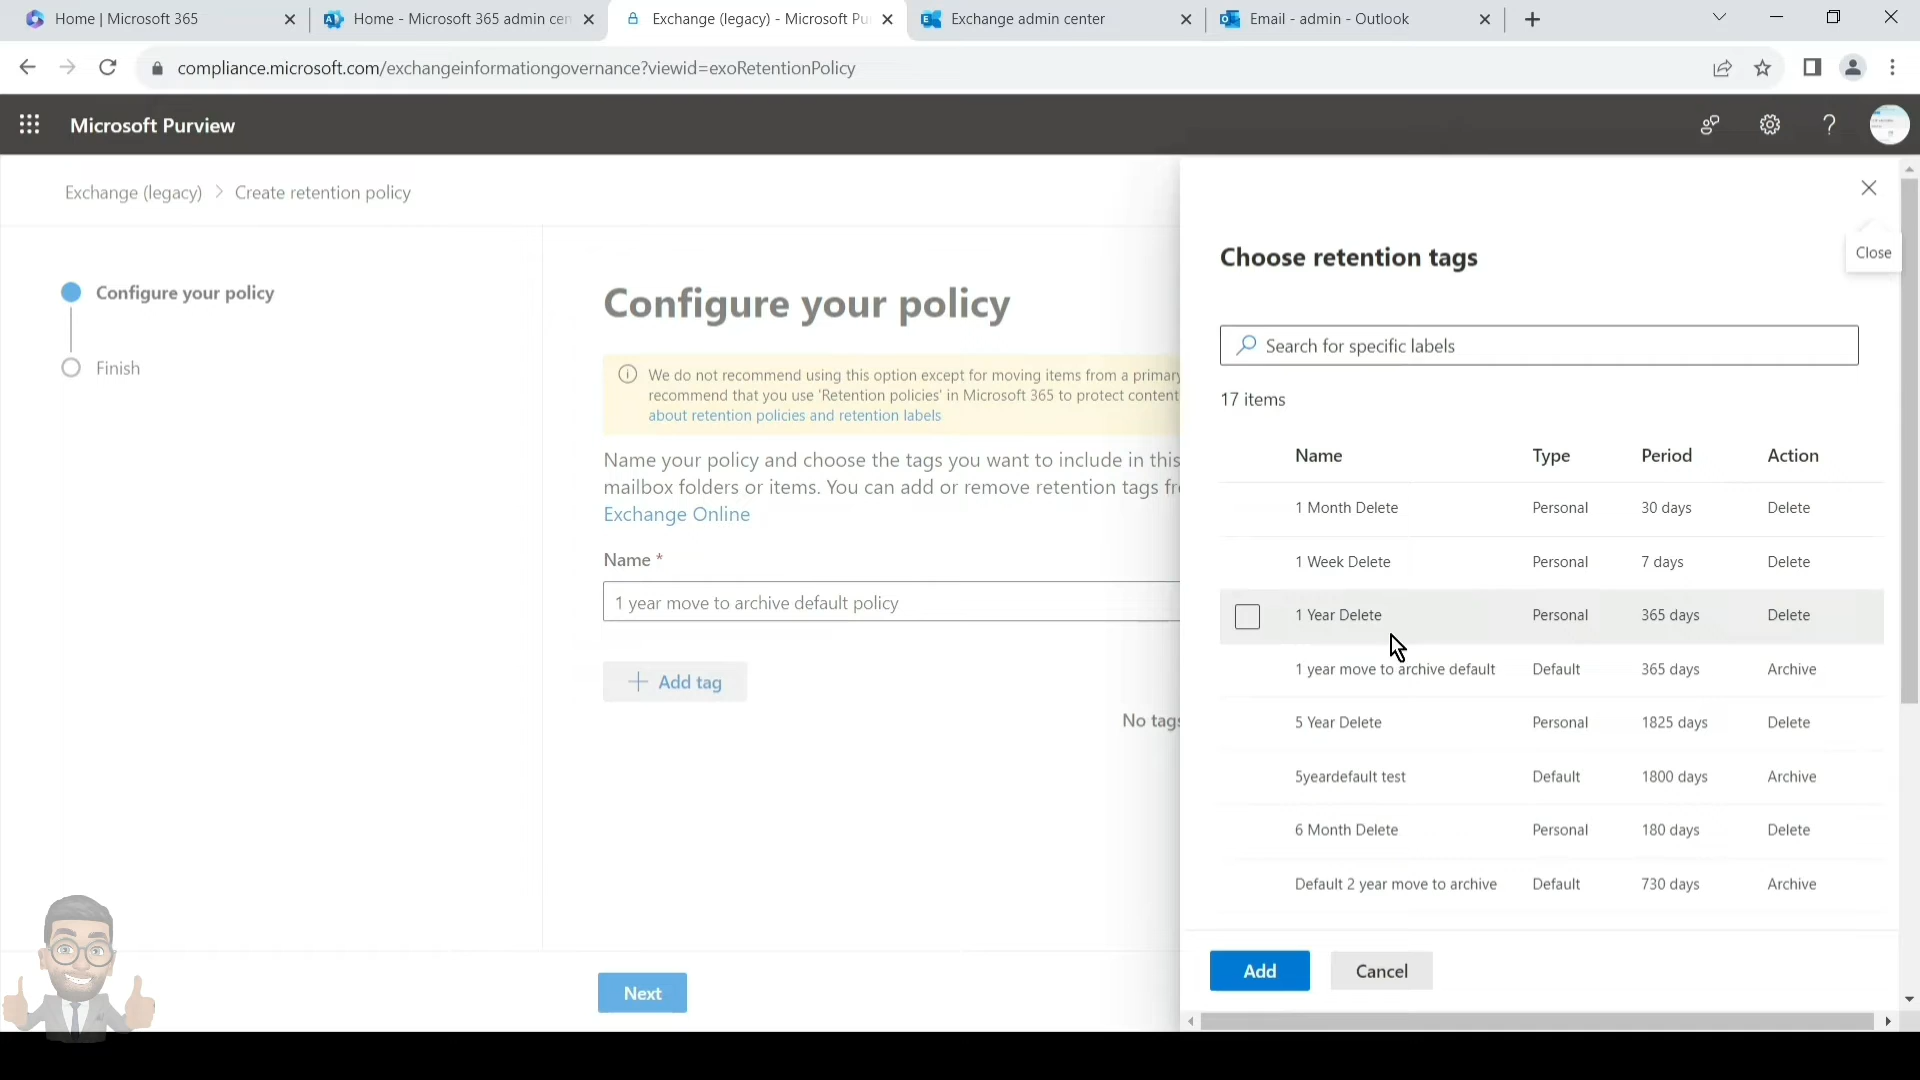 Home | Microsoft 365
Home - Microsoft 365 admin cen
Exchange (legacy) - Microsoft Pu
Exchange admin center
Email - admin - Outlook
compliance.microsoft.com/exchangeinformationgovernance?viewid=exoRetentionPolicy
Microsoft Purview
Exchange (legacy) > Create retention policy
Configure your policy
Finish
Configure your policy
We do not recommend using this option except for moving items from a primary
recommend that you use 'Retention policies' in Microsoft 365 to protect content
about retention policies and retention labels
Name your policy and choose the tags you want to include in this
mailbox folders or items. You can add or remove retention tags fr
Exchange Online
Name *
1 year move to archive default policy
+ Add tag
No tags
Next
Close
Choose retention tags
Search for specific labels
17 items
Name Type Period Action
1 Month Delete Personal 30 days Delete
1 Week Delete Personal 7 days Delete
1 Year Delete Personal 365 days Delete
1 year move to archive default Default 365 days Archive
5 Year Delete Personal 1825 days Delete
5yeardefault test Default 1800 days Archive
6 Month Delete Personal 180 days Delete
Default 2 year move to archive Default 730 days Archive
Add Cancel